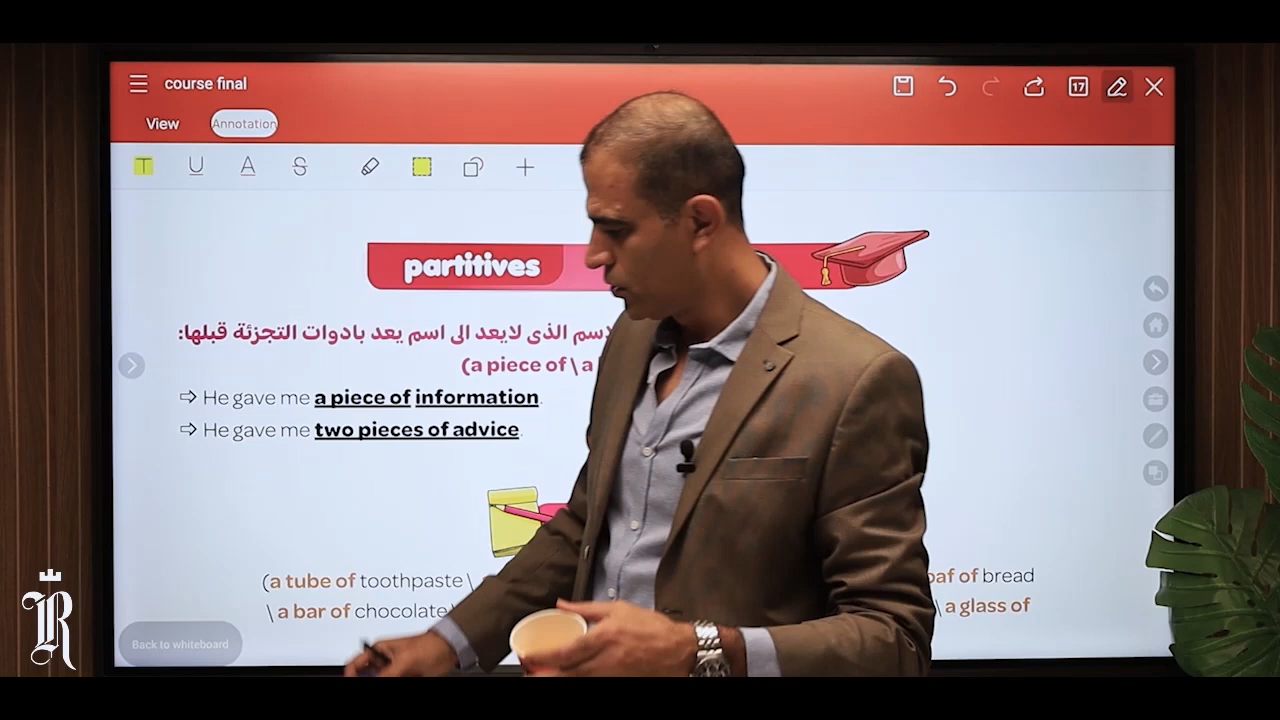 course final
17
View
Annotation
T U A S
partitives
الاسم الذى لايعد الى اسم يعد بادوات التجزئة قبلها:
(a piece of \ a
⇨ He gave me a piece of information.
⇨ He gave me two pieces of advice.
(a tube of toothpaste \ loaf of bread
\ a bar of chocolate \ \ a glass of
Back to whiteboard
R